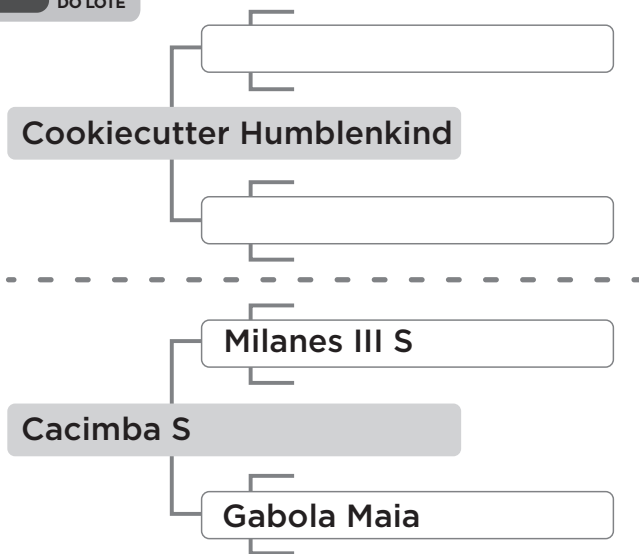 DO LOTE
Cookiecutter Humblenkind
Milanes III S
Cacimba S
Gabola Maia